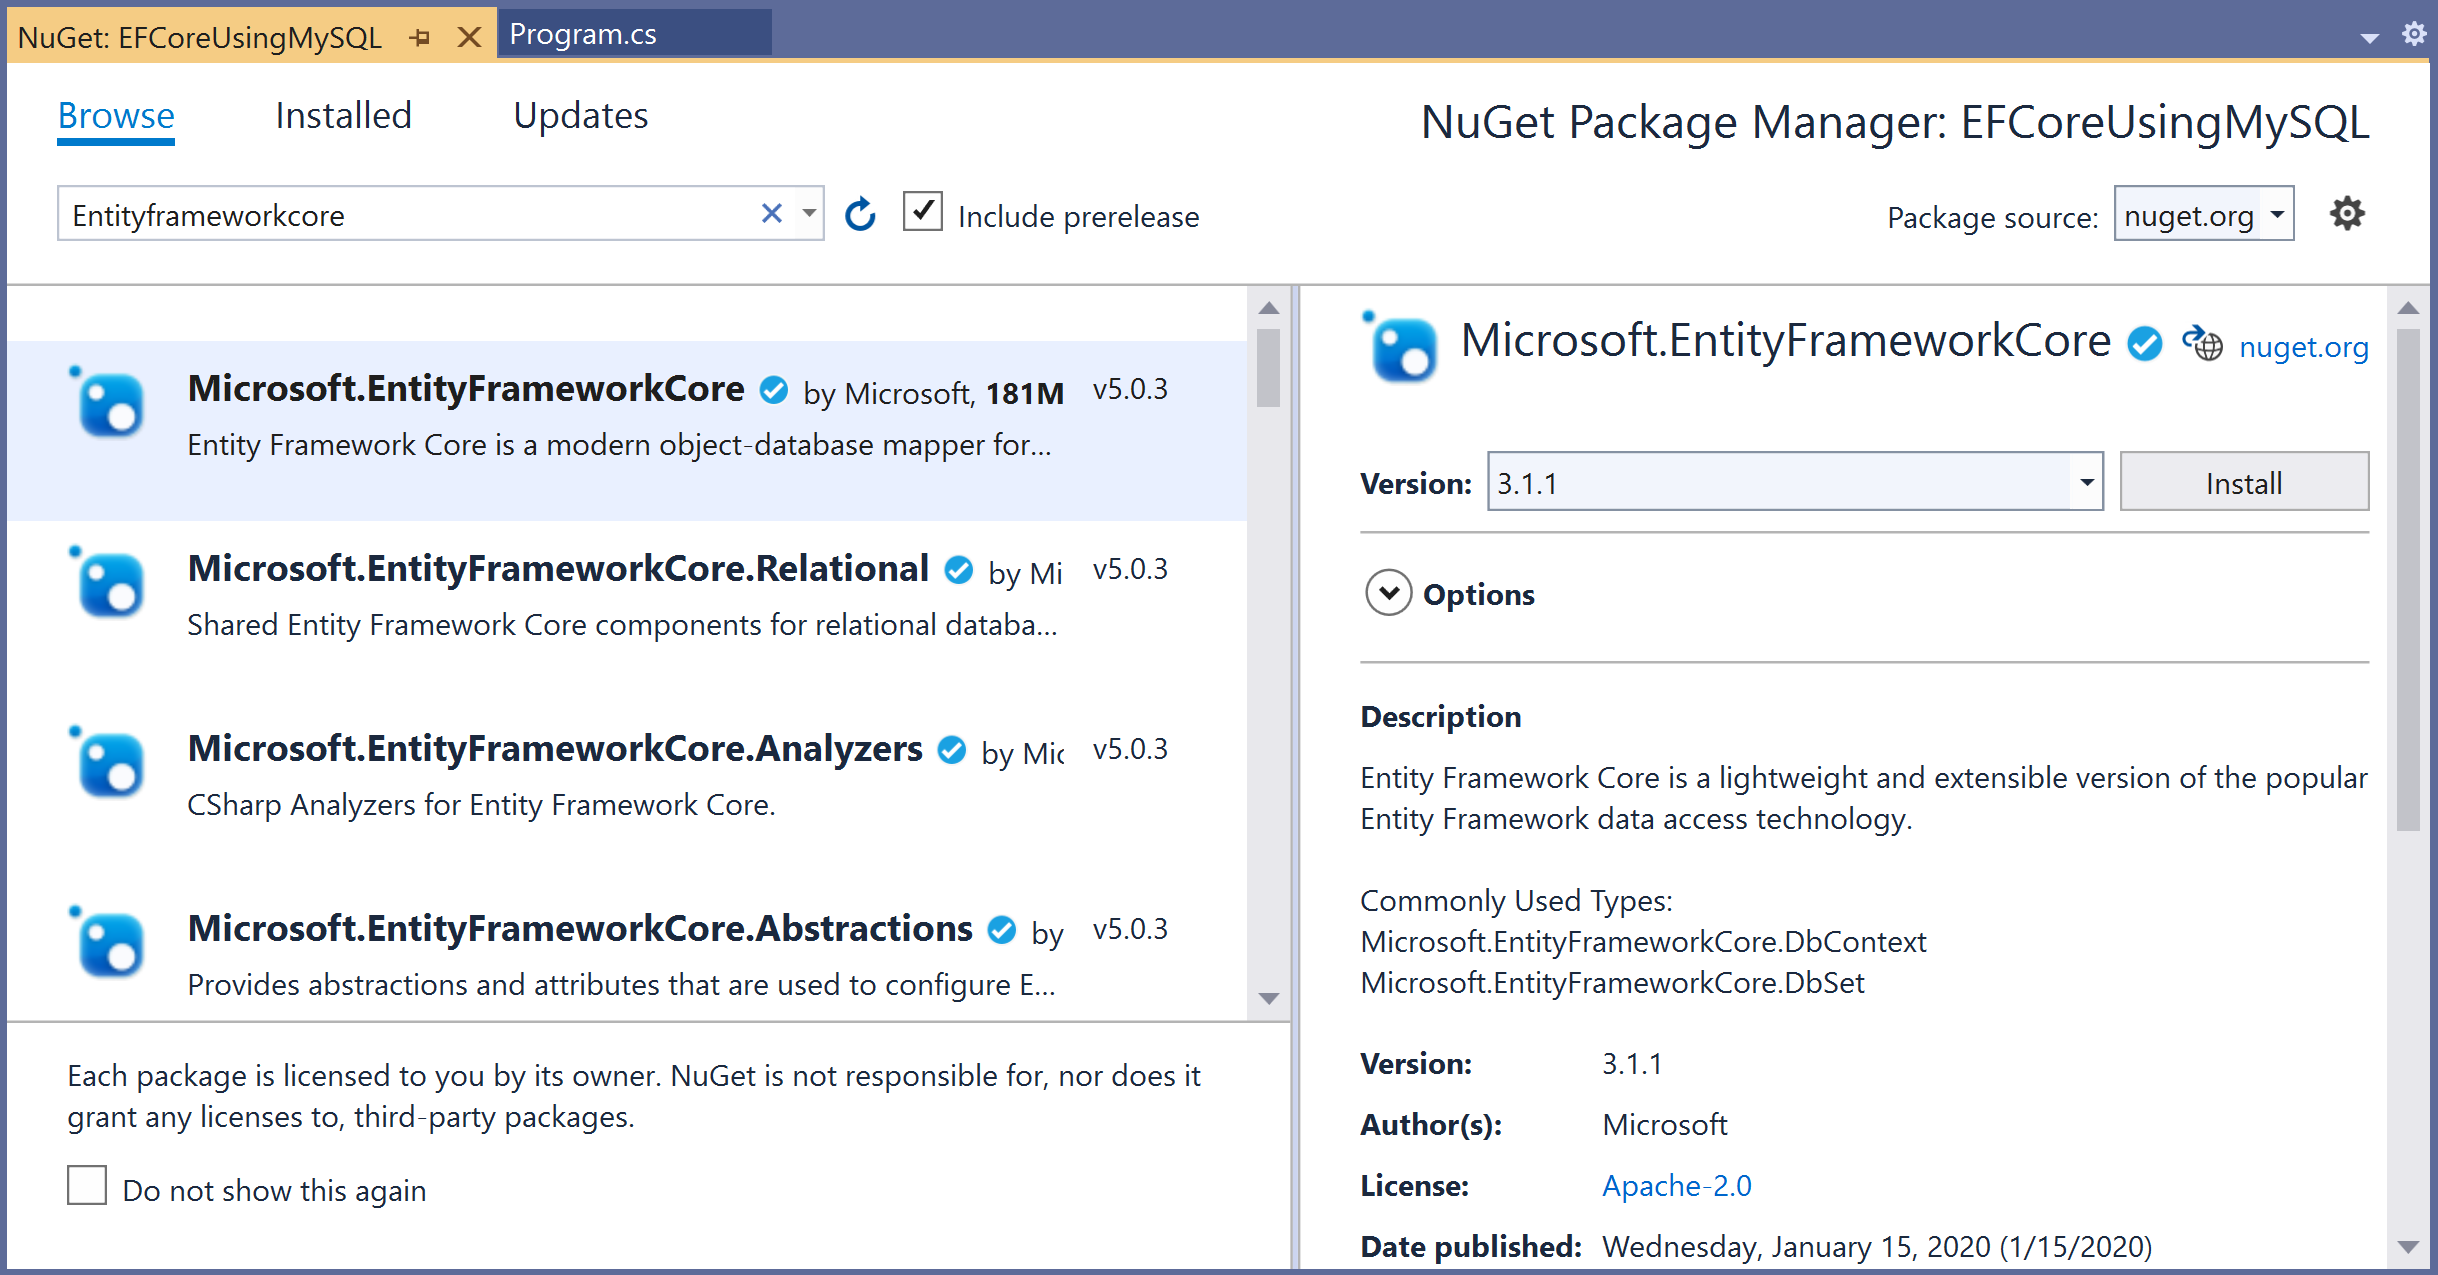 NuGet: EFCoreUsingMySQL
Program.cs
Browse Installed Updates
NuGet Package Manager: EFCoreUsingMySQL
Entityframeworkcore
Include prerelease
Package source: nuget.org
Microsoft.EntityFrameworkCore by Microsoft, 181M v5.0.3
Entity Framework Core is a modern object-database mapper for...
Microsoft.EntityFrameworkCore.Relational by Mi v5.0.3
Shared Entity Framework Core components for relational databa...
Microsoft.EntityFrameworkCore.Analyzers by Mic v5.0.3
CSharp Analyzers for Entity Framework Core.
Microsoft.EntityFrameworkCore.Abstractions by v5.0.3
Provides abstractions and attributes that are used to configure E...
Each package is licensed to you by its owner. NuGet is not responsible for, nor does it
grant any licenses to, third-party packages.
Do not show this again
Microsoft.EntityFrameworkCore nuget.org
Version: 3.1.1 Install
Options
Description
Entity Framework Core is a lightweight and extensible version of the popular
Entity Framework data access technology.
Commonly Used Types:
Microsoft.EntityFrameworkCore.DbContext
Microsoft.EntityFrameworkCore.DbSet
Version: 3.1.1
Author(s): Microsoft
License: Apache-2.0
Date published: Wednesday, January 15, 2020 (1/15/2020)